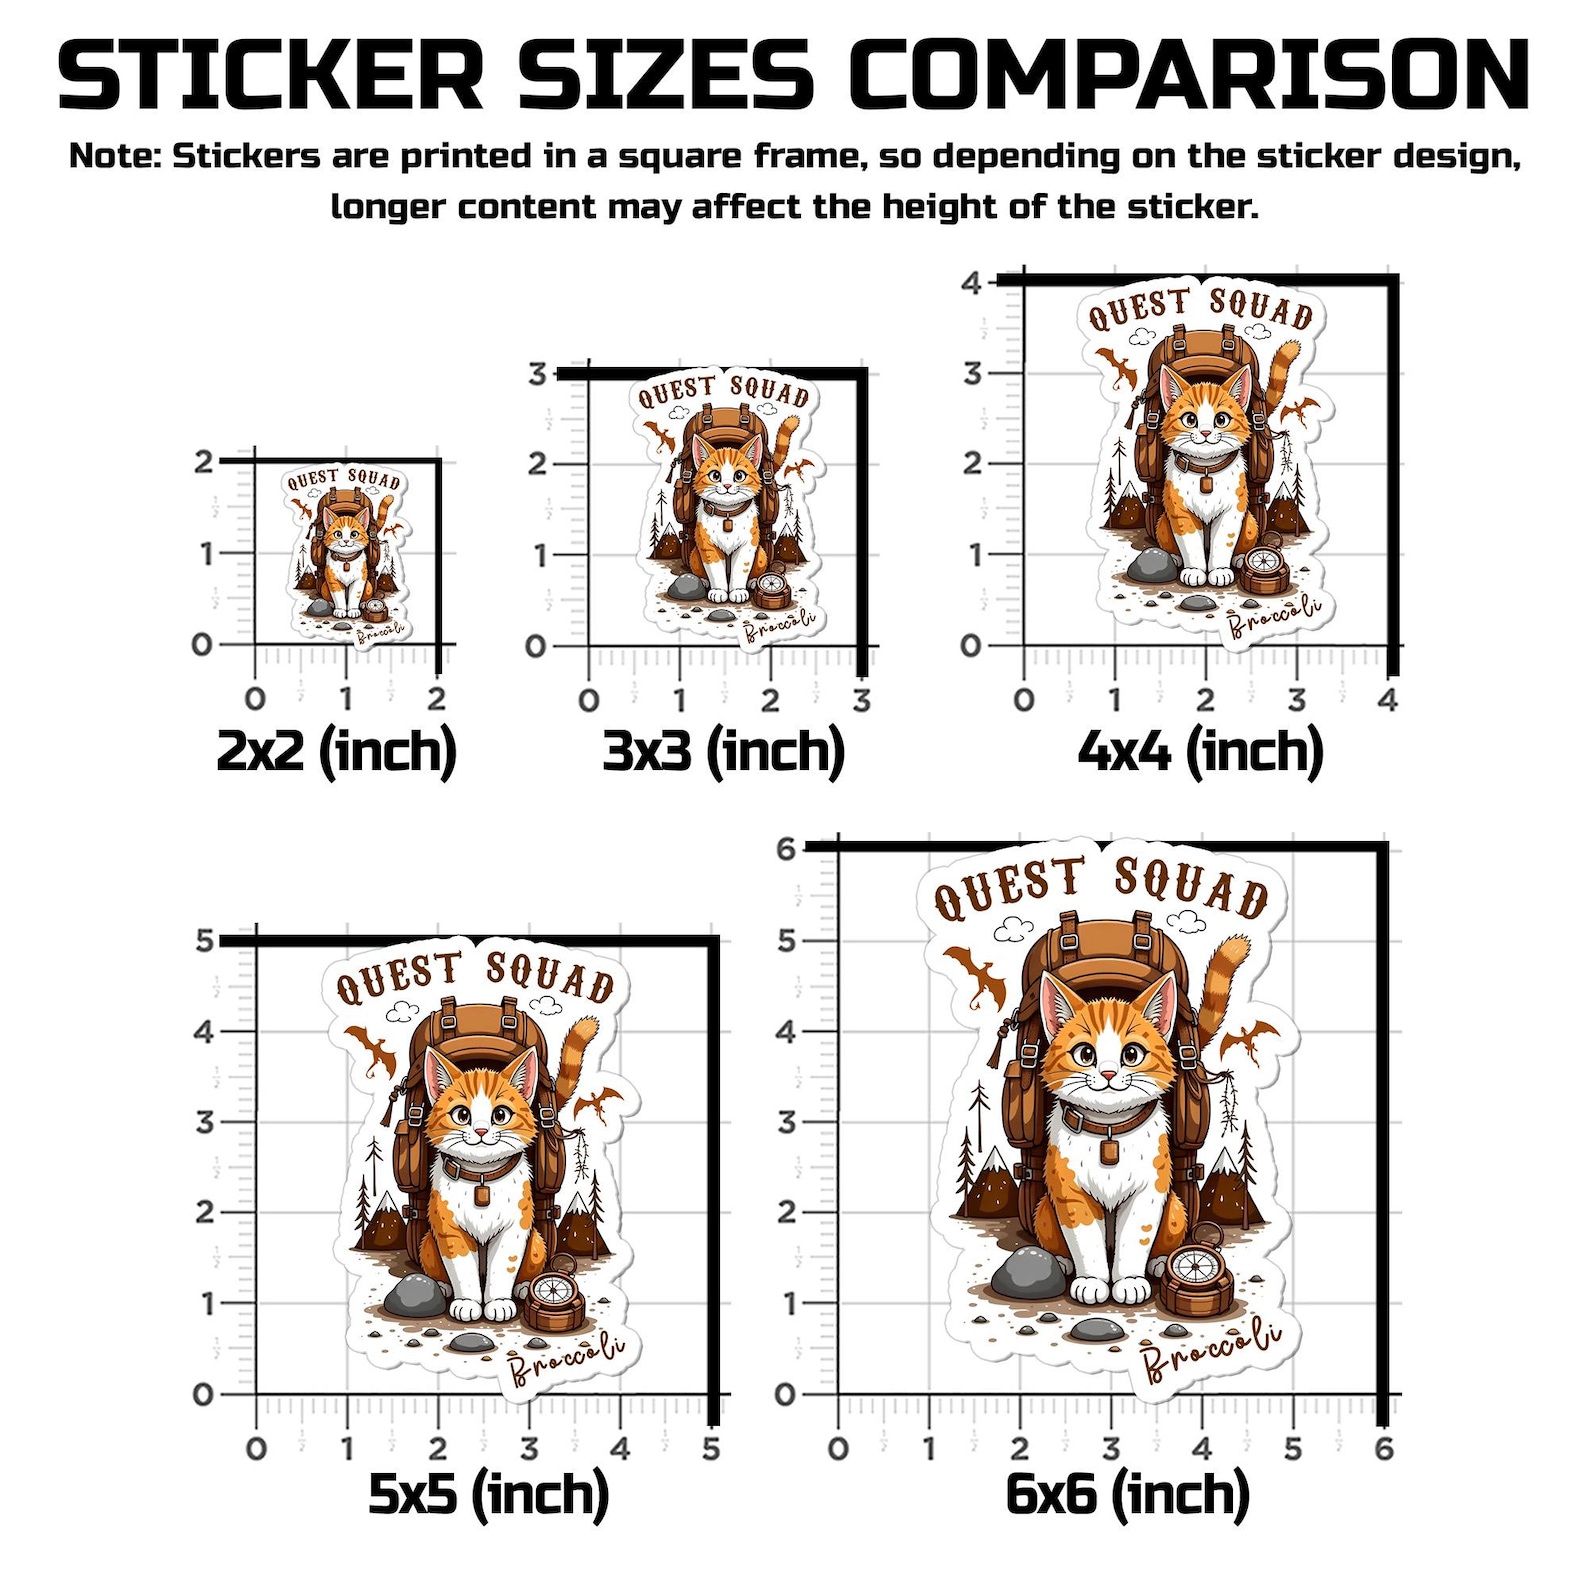 STICKER SIZES COMPARISON
Note: Stickers are printed in a square frame, so depending on the sticker design,
longer content may affect the height of the sticker.
2
1
0
0 1 2
QUEST SQUAD
Broccoli
2x2 (inch)
3
2
1
0
0 1 2 3
QUEST SQUAD
Broccoli
3x3 (inch)
4
3
2
1
0
0 1 2 3 4
QUEST SQUAD
Broccoli
4x4 (inch)
5
4
3
2
1
0
0 1 2 3 4 5
QUEST SQUAD
Broccoli
5x5 (inch)
6
5
4
3
2
1
0
0 1 2 3 4 5 6
QUEST SQUAD
Broccoli
6x6 (inch)